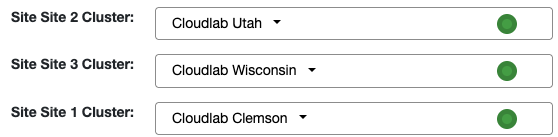 Site Site 2 Cluster: Cloudlab Utah
Site Site 3 Cluster: Cloudlab Wisconsin
Site Site 1 Cluster: Cloudlab Clemson